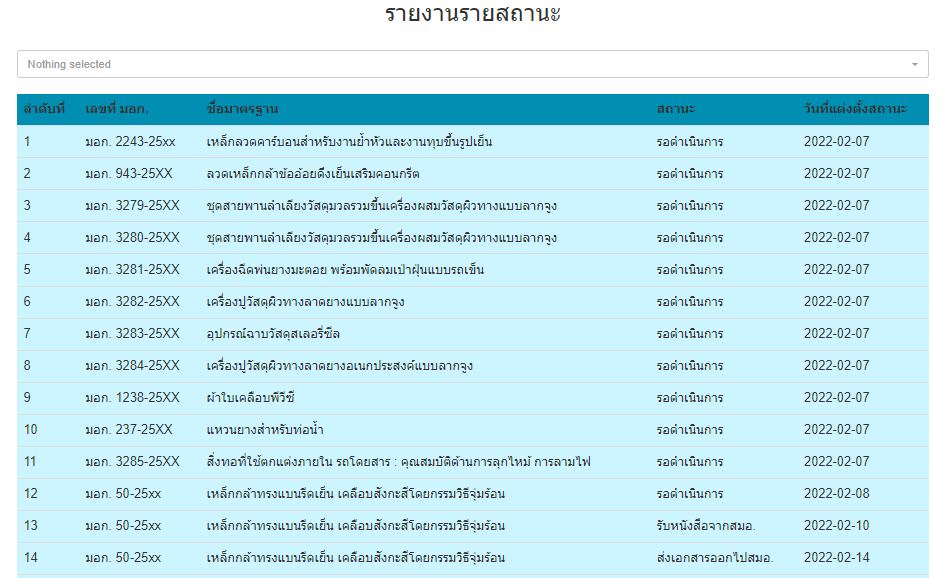 รายงานรายสถานะ
Nothing selected
ลำดับที่ เลขที่ มอก. ชื่อมาตรฐาน สถานะ วันที่แต่งตั้งสถานะ
1 มอก. 2243-25xx เหล็กลวดคาร์บอนสำหรับงานย้ำหัวและงานทุบขึ้นรูปเย็น รอดำเนินการ 2022-02-07
2 มอก. 943-25XX ลวดเหล็กกล้าข้ออ้อยดึงเย็นเสริมคอนกรีต รอดำเนินการ 2022-02-07
3 มอก. 3279-25XX ชุดสายพานลำเลียงวัสดุมวลรวมขึ้นเครื่องผสมวัสดุผิวทางแบบลากจูง รอดำเนินการ 2022-02-07
4 มอก. 3280-25XX ชุดสายพานลำเลียงวัสดุมวลรวมขึ้นเครื่องผสมวัสดุผิวทางแบบลากจูง รอดำเนินการ 2022-02-07
5 มอก. 3281-25XX เครื่องฉีดพ่นยางมะตอย พร้อมพัดลมเป่าฝุ่นแบบรถเข็น รอดำเนินการ 2022-02-07
6 มอก. 3282-25XX เครื่องปูวัสดุผิวทางลาดยางแบบลากจูง รอดำเนินการ 2022-02-07
7 มอก. 3283-25XX อุปกรณ์ฉาบวัสดุสเลอรี่ซีล รอดำเนินการ 2022-02-07
8 มอก. 3284-25XX เครื่องปูวัสดุผิวทางลาดยางอเนกประสงค์แบบลากจูง รอดำเนินการ 2022-02-07
9 มอก. 1238-25XX ผ้าใบเคลือบพีวีซี รอดำเนินการ 2022-02-07
10 มอก. 237-25XX แหวนยางสำหรับท่อน้ำ รอดำเนินการ 2022-02-07
11 มอก. 3285-25XX สิ่งทอที่ใช้ตกแต่งภายใน รถโดยสาร : คุณสมบัติด้านการลุกไหม้ การลามไฟ รอดำเนินการ 2022-02-07
12 มอก. 50-25xx เหล็กกล้าทรงแบนรีดเย็น เคลือบสังกะสีโดยกรรมวิธีจุ่มร้อน รอดำเนินการ 2022-02-08
13 มอก. 50-25xx เหล็กกล้าทรงแบนรีดเย็น เคลือบสังกะสีโดยกรรมวิธีจุ่มร้อน รับหนังสือจากสมอ. 2022-02-10
14 มอก. 50-25xx เหล็กกล้าทรงแบนรีดเย็น เคลือบสังกะสีโดยกรรมวิธีจุ่มร้อน ส่งเอกสารออกไปสมอ. 2022-02-14